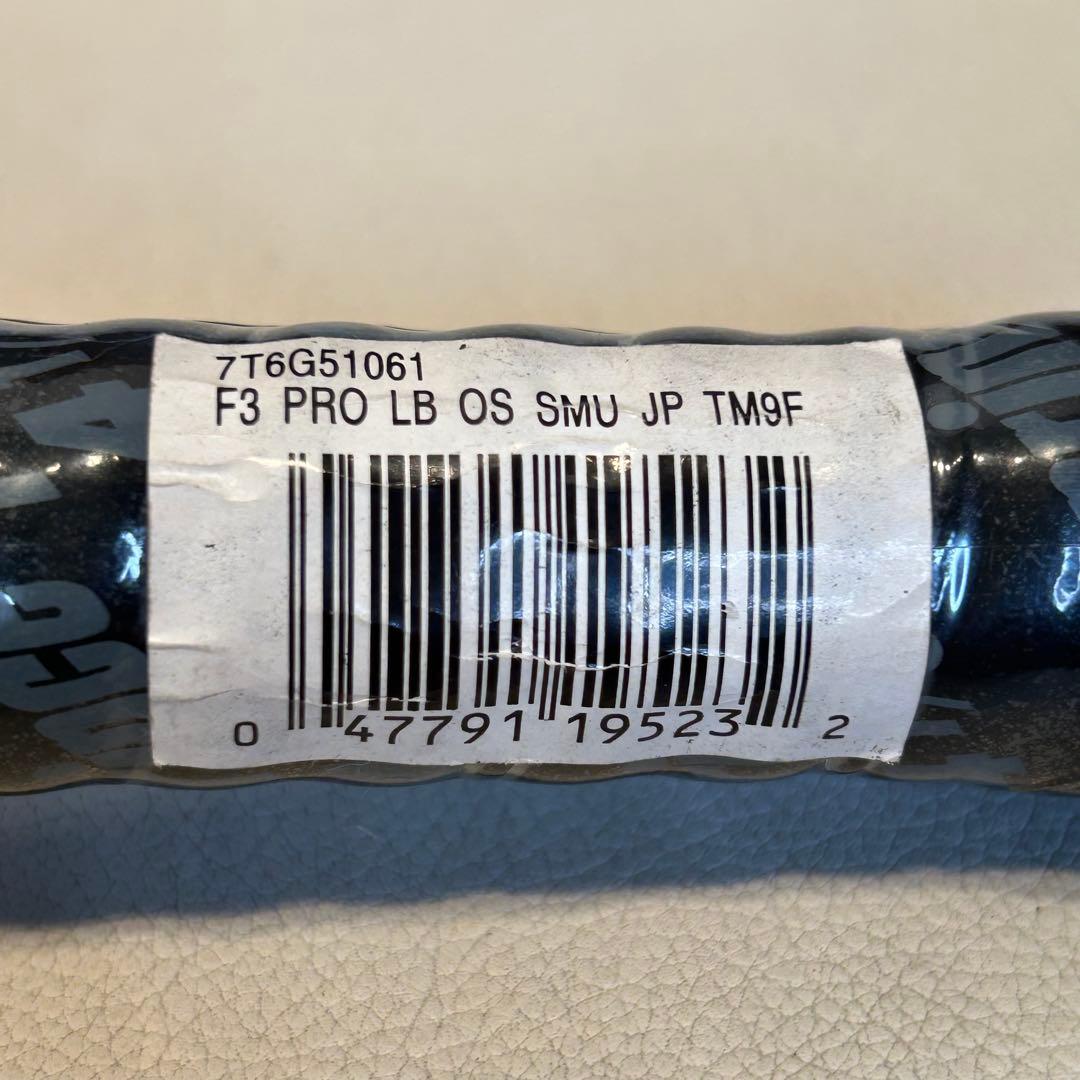 7T6G51061
F3 PRO LB OS SMU JP TM9F
0 47791 19523 2